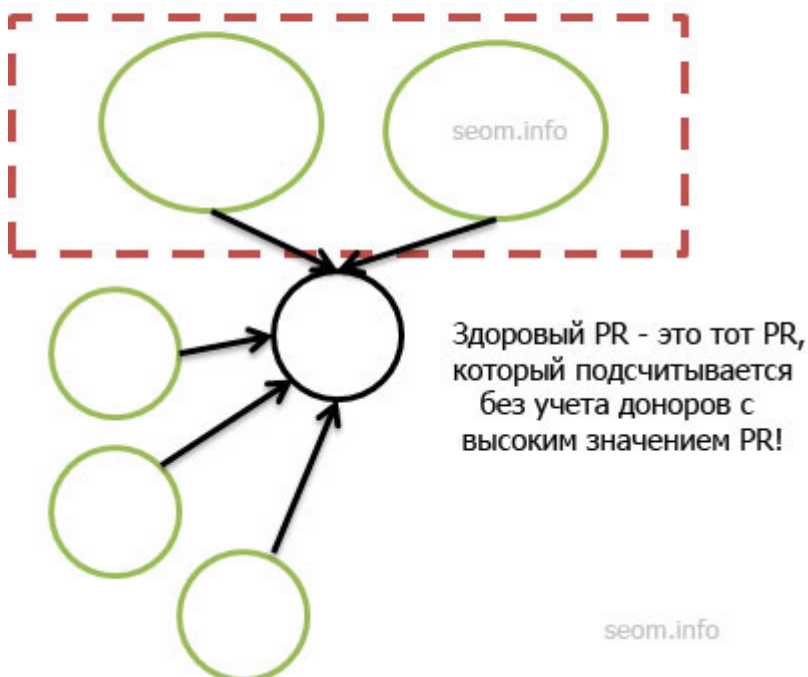 seom.info
Здоровый PR - это тот PR,
который подсчитывается
без учета доноров с
высоким значением PR!
seom.info